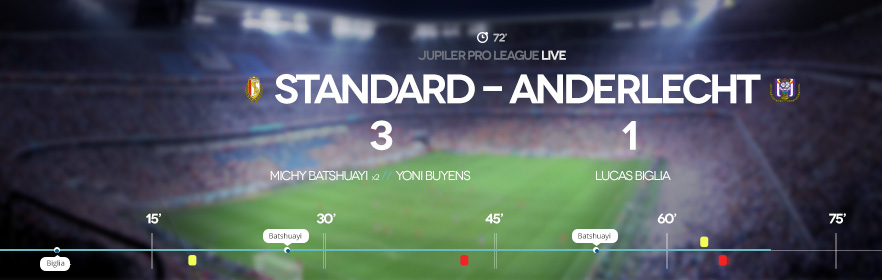 72'
JUPILER PRO LEAGUE LIVE
STANDARD – ANDERLECHT
3 1
MICHY BATSHUAYI x2 // YONI BUYENS LUCAS BIGLIA
15' 30' 45' 60' 75'
Batshuayi Batshuayi
Biglia